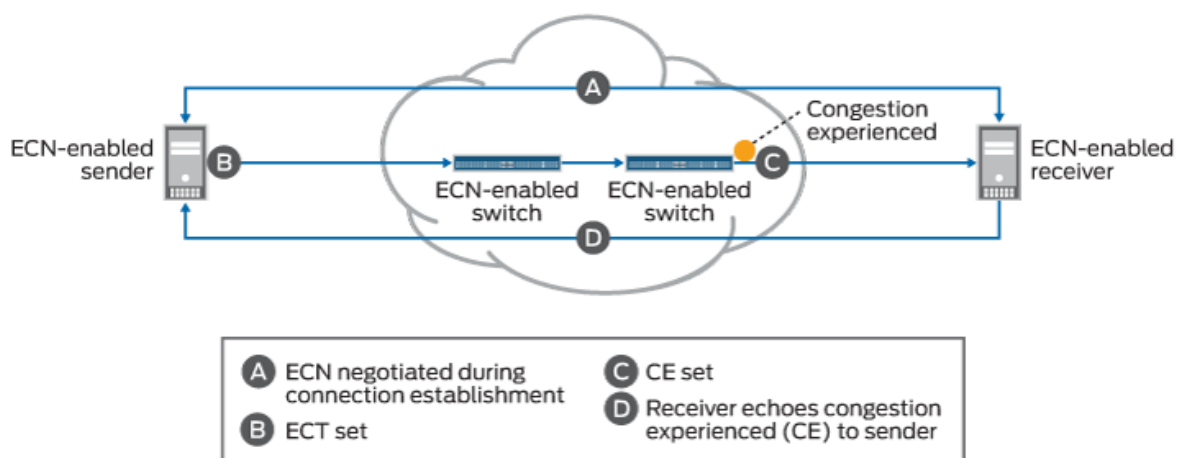 A
Congestion
experienced
ECN-enabled
sender
B
C
ECN-enabled
receiver
ECN-enabled
switch
ECN-enabled
switch
D
A ECN negotiated during
connection establishment
B ECT set
C CE set
D Receiver echoes congestion
experienced (CE) to sender